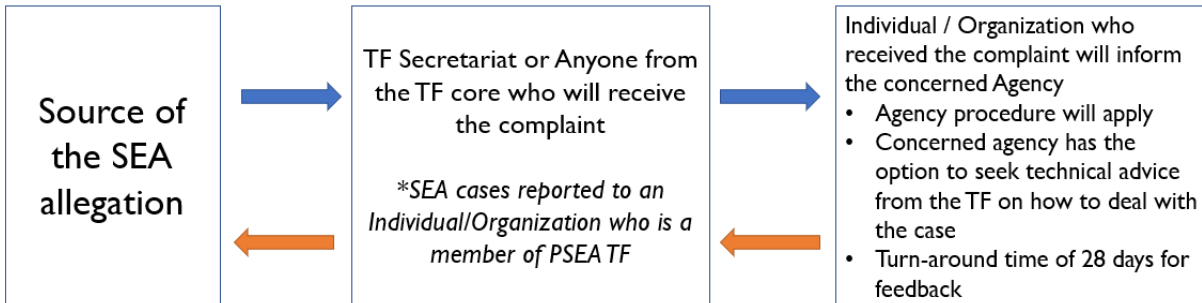 Source of
the SEA
allegation
TF Secretariat or Anyone from
the TF core who will receive
the complaint
*SEA cases reported to an
Individual/Organization who is a
member of PSEA TF
Individual / Organization who
received the complaint will inform
the concerned Agency
• Agency procedure will apply
• Concerned agency has the
option to seek technical advice
from the TF on how to deal with
the case
• Turn-around time of 28 days for
feedback